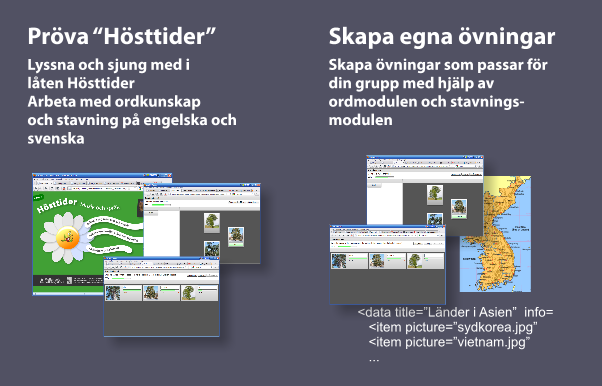 Pröva “Hösttider”
Lyssna och sjung med i
låten Hösttider
Arbeta med ordkunskap
och stavning på engelska och
svenska
Skapa egna övningar
Skapa övningar som passar för
din grupp med hjälp av
ordmodulen och stavnings-
modulen
Hösttider
<data title=”Länder i Asien”  info=
<item picture=”sydkorea.jpg”
<item picture=”vietnam.jpg”
...